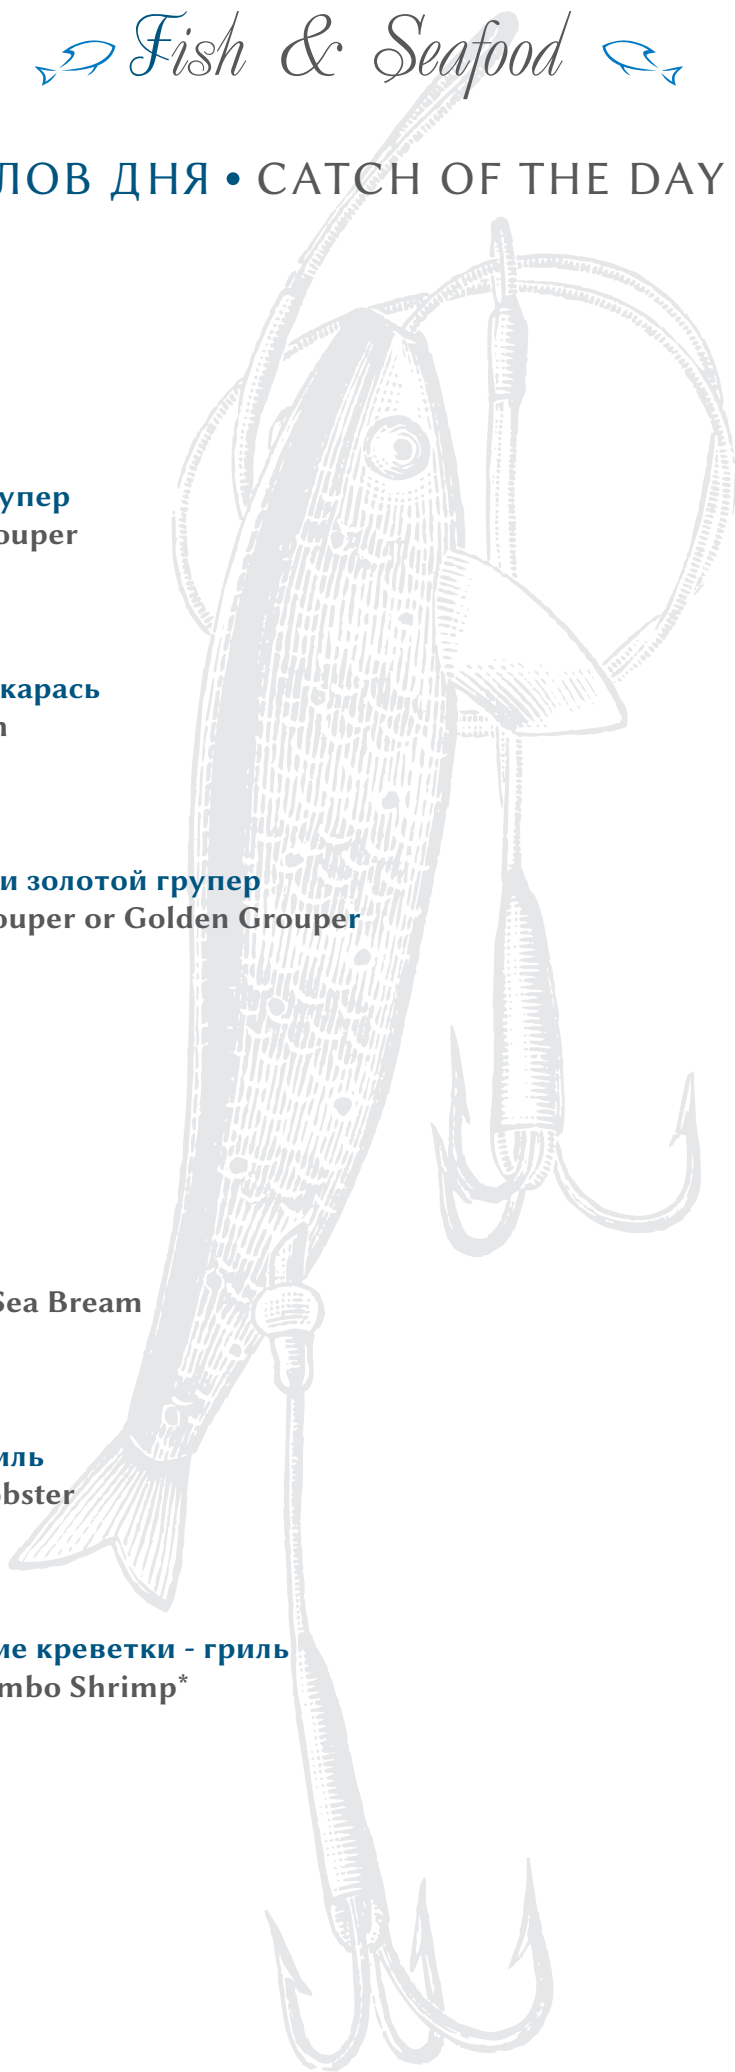 Fish & Seafood
ЛОВ ДНЯ • CATCH OF THE DAY
упер
ouper
карась
и золотой групер
ouper or Golden Grouper
Sea Bream
иль
obster
ие креветки - гриль
mbo Shrimp*